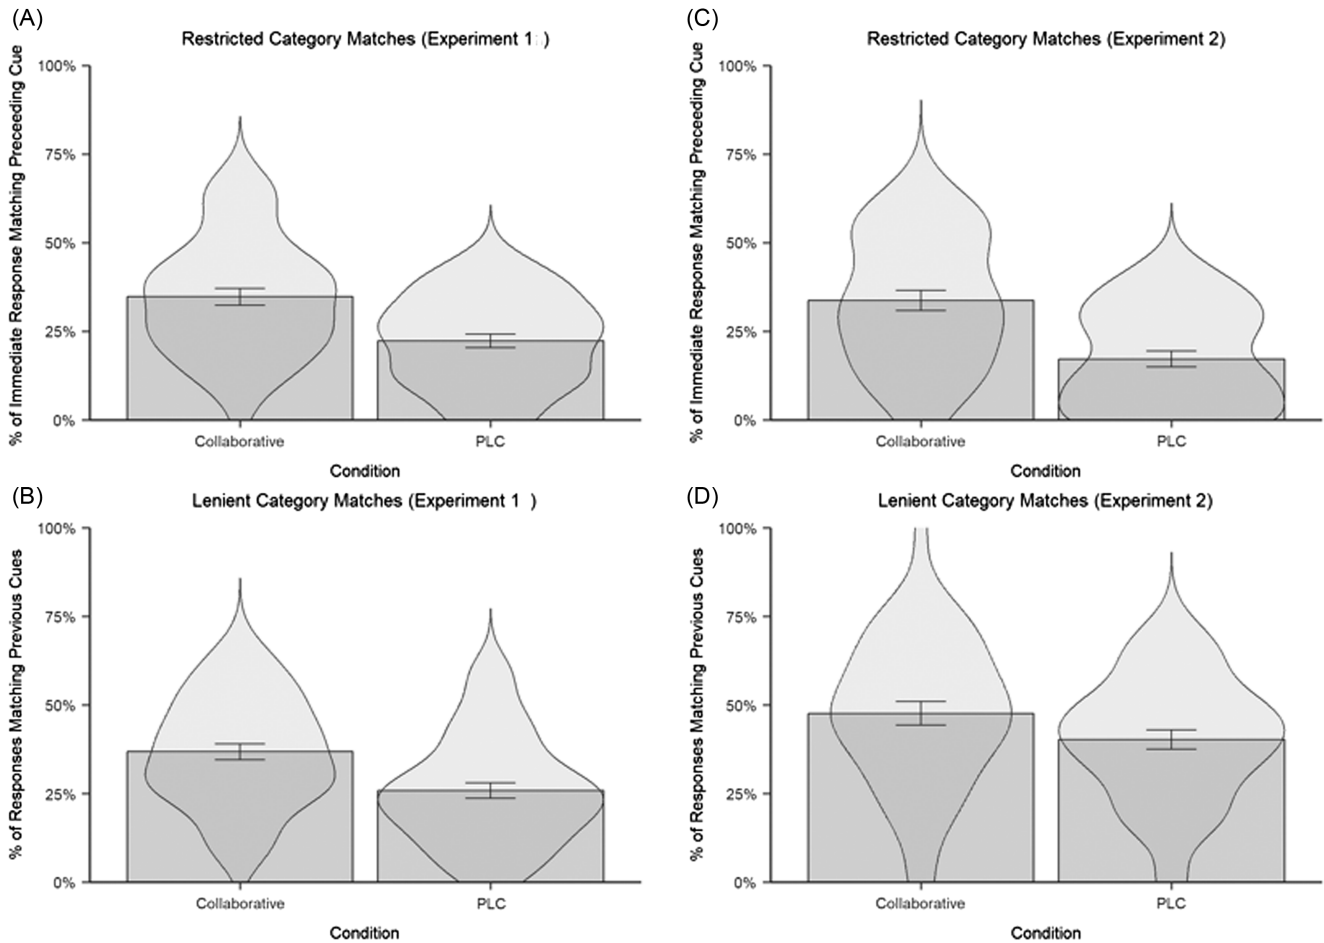 (A)
Restricted Category Matches (Experiment 1 )
% of Immediate Response Matching Preceeding Cue
100%
75%
50%
25%
0%
Collaborative
PLC
Condition
(C)
Restricted Category Matches (Experiment 2)
% of Immediate Response Matching Preceeding Cue
100%
75%
50%
25%
0%
Collaborative
PLC
Condition
(B)
Lenient Category Matches (Experiment 1 )
% of Responses Matching Previous Cues
100%
75%
50%
25%
0%
Collaborative
PLC
Condition
(D)
Lenient Category Matches (Experiment 2)
% of Responses Matching Previous Cues
100%
75%
50%
25%
0%
Collaborative
PLC
Condition